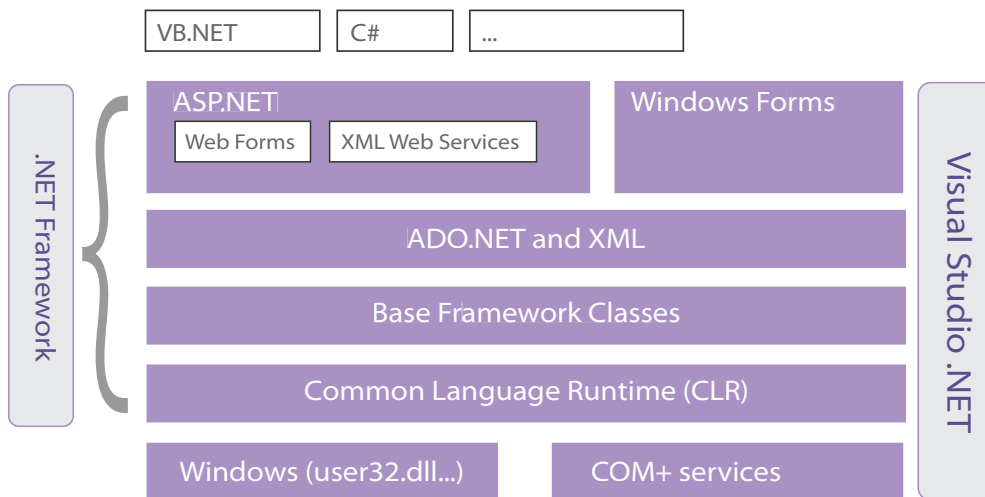 VB.NET
C#
...
ASP.NET
Windows Forms
Web Forms
XML Web Services
.NET Framework
ADO.NET and XML
Base Framework Classes
Common Language Runtime (CLR)
Visual Studio .NET
Windows (user32.dll...)
COM+ services